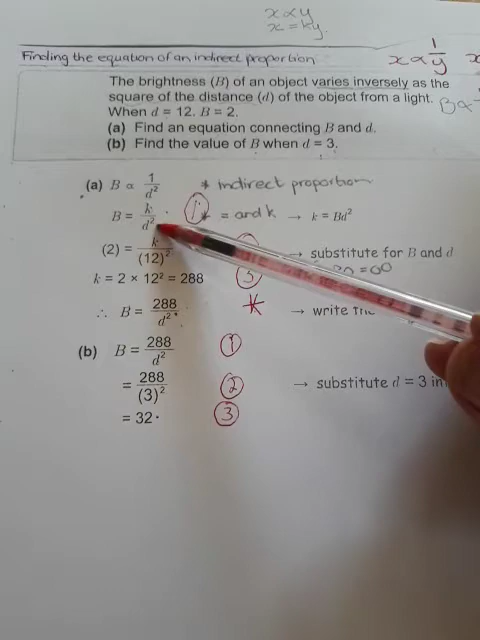 x ∝ y
x = ky.
Finding the equation of an indirect proportion
x ∝ 1/y
The brightness (B) of an object varies inversely as the
square of the distance (d) of the object from a light.
B ∝
When d = 12. B = 2.
(a) Find an equation connecting B and d.
(b) Find the value of B when d = 3.
(a) B ∝ 1/d² * indirect proportion
B = k/d² ① * = and k → k = Bd²
(2) = k/(12)² → substitute for B and d
k = 2 × 12² = 288 ③
∴ B = 288/d² * → write the
(b) B = 288/d² ①
= 288/(3)² ② → substitute d = 3 in
= 32 ③